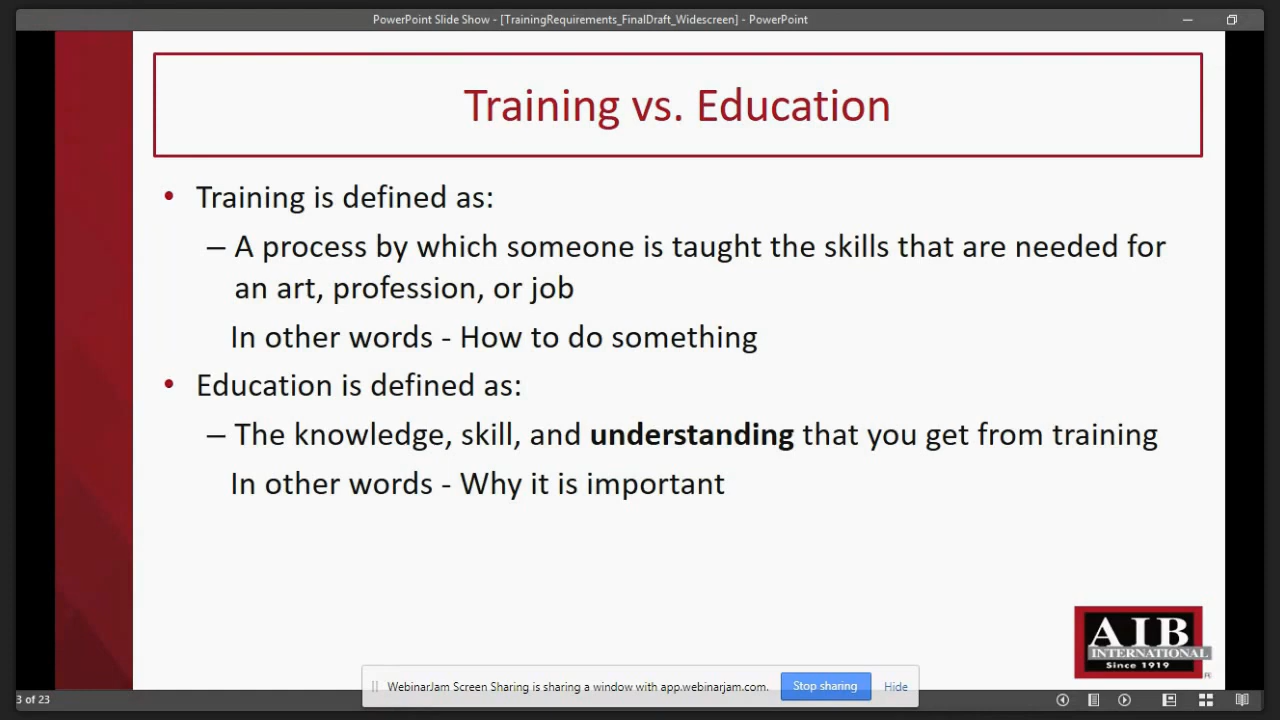 PowerPoint Slide Show - [TrainingRequirements_FinalDraft_Widescreen] - PowerPoint
Training vs. Education
• Training is defined as:
– A process by which someone is taught the skills that are needed for
an art, profession, or job
In other words - How to do something
• Education is defined as:
– The knowledge, skill, and understanding that you get from training
In other words - Why it is important
AIB
INTERNATIONAL
Since 1919
WebinarJam Screen Sharing is sharing a window with app.webinarjam.com.
Stop sharing
Hide
3 of 23